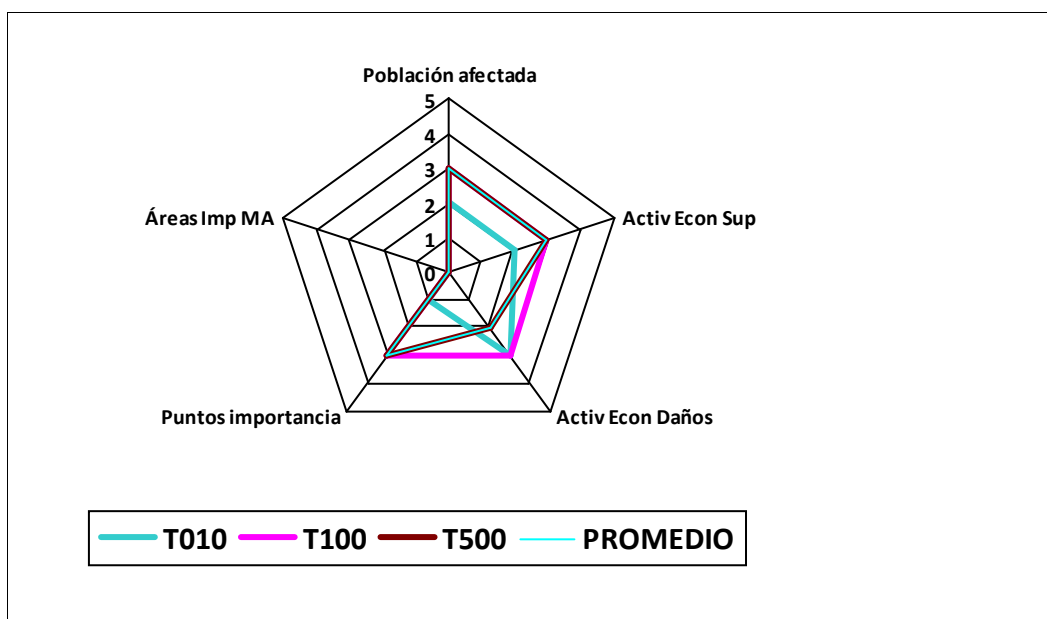 Población afectada
5
4
3
2
1
0
Áreas Imp MA
Activ Econ Sup
Puntos importancia
Activ Econ Daños
T010 T100 T500 PROMEDIO